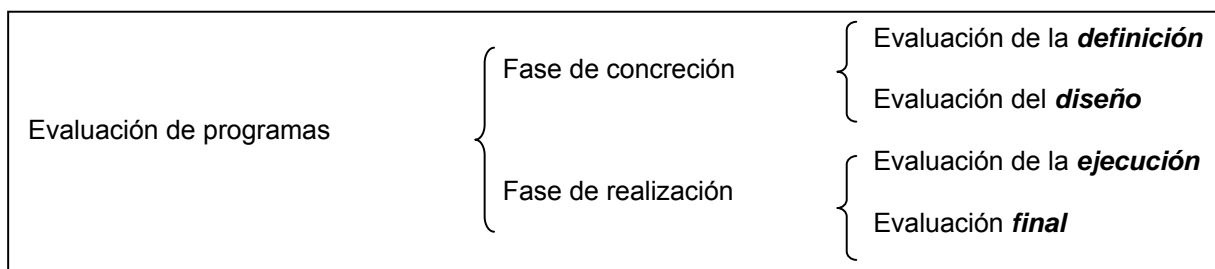 Evaluación de programas
Fase de concreción
Evaluación de la definición
Evaluación del diseño
Fase de realización
Evaluación de la ejecución
Evaluación final